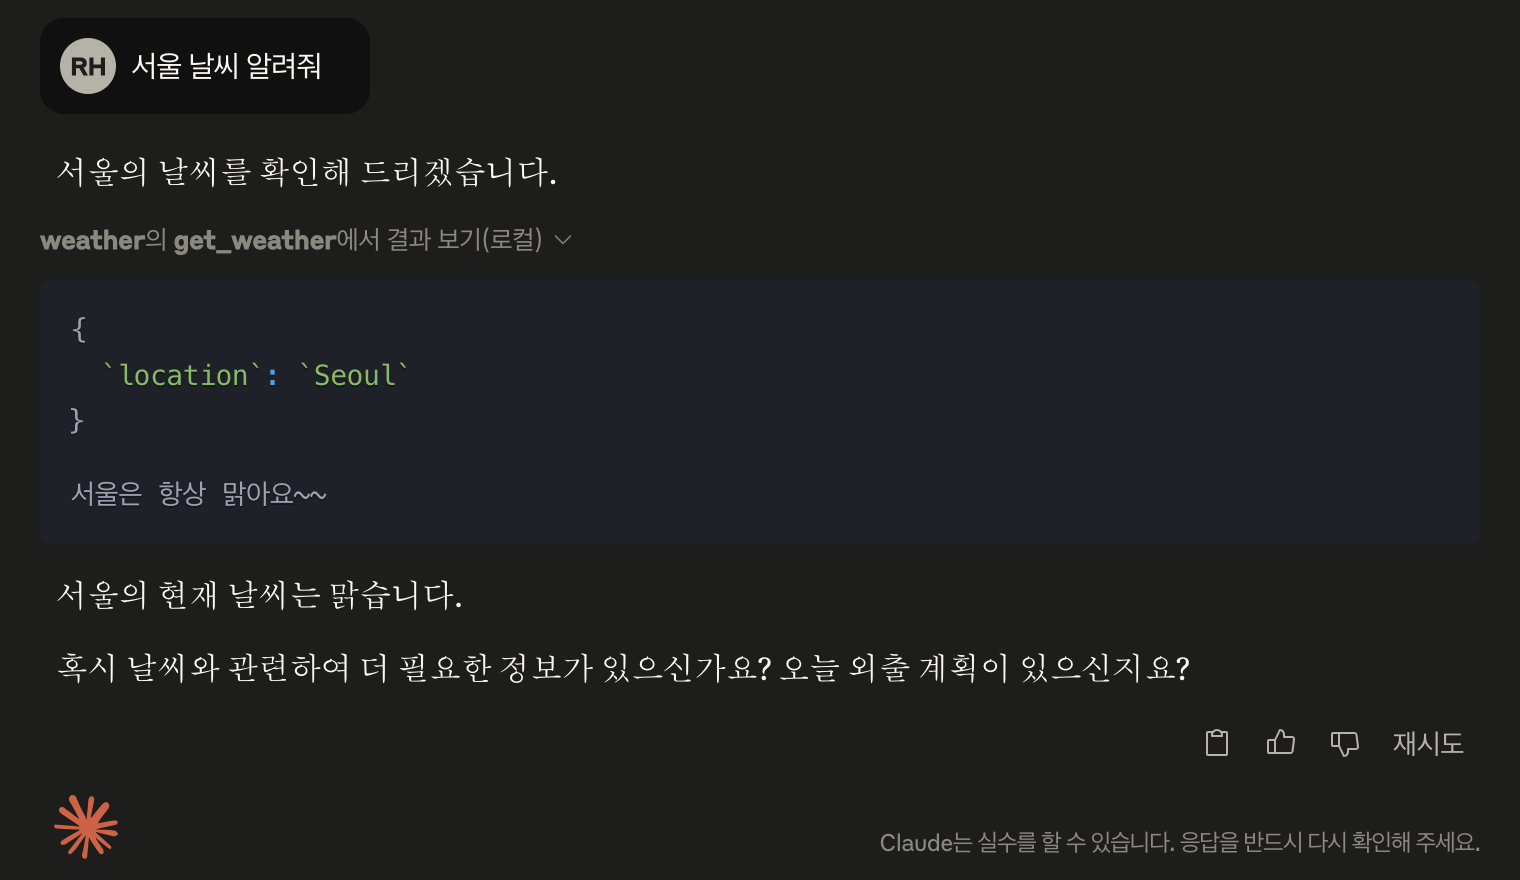 RH 서울 날씨 알려줘
서울의 날씨를 확인해 드리겠습니다.
weather의 get_weather에서 결과 보기(로컬)
{
`location`: `Seoul`
}
서울은 항상 맑아요~~
서울의 현재 날씨는 맑습니다.
혹시 날씨와 관련하여 더 필요한 정보가 있으신가요? 오늘 외출 계획이 있으신지요?
재시도
Claude는 실수를 할 수 있습니다. 응답을 반드시 다시 확인해 주세요.